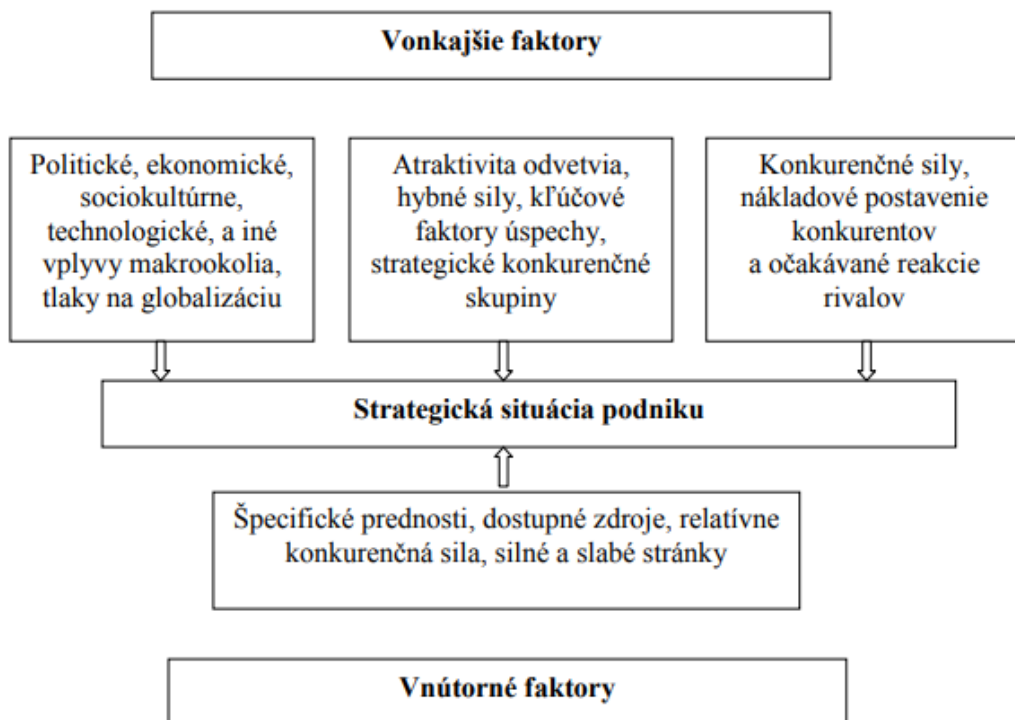 Vonkajšie faktory
Politické, ekonomické,
sociokultúrne,
technologické, a iné
vplyvy makrookolia,
tlaky na globalizáciu
Atraktivita odvetvia,
hybné sily, kľúčové
faktory úspechy,
strategické konkurenčné
skupiny
Konkurenčné sily,
nákladové postavenie
konkurentov
a očakávané reakcie
rivalov
Strategická situácia podniku
Špecifické prednosti, dostupné zdroje, relatívne
konkurenčná sila, silné a slabé stránky
Vnútorné faktory